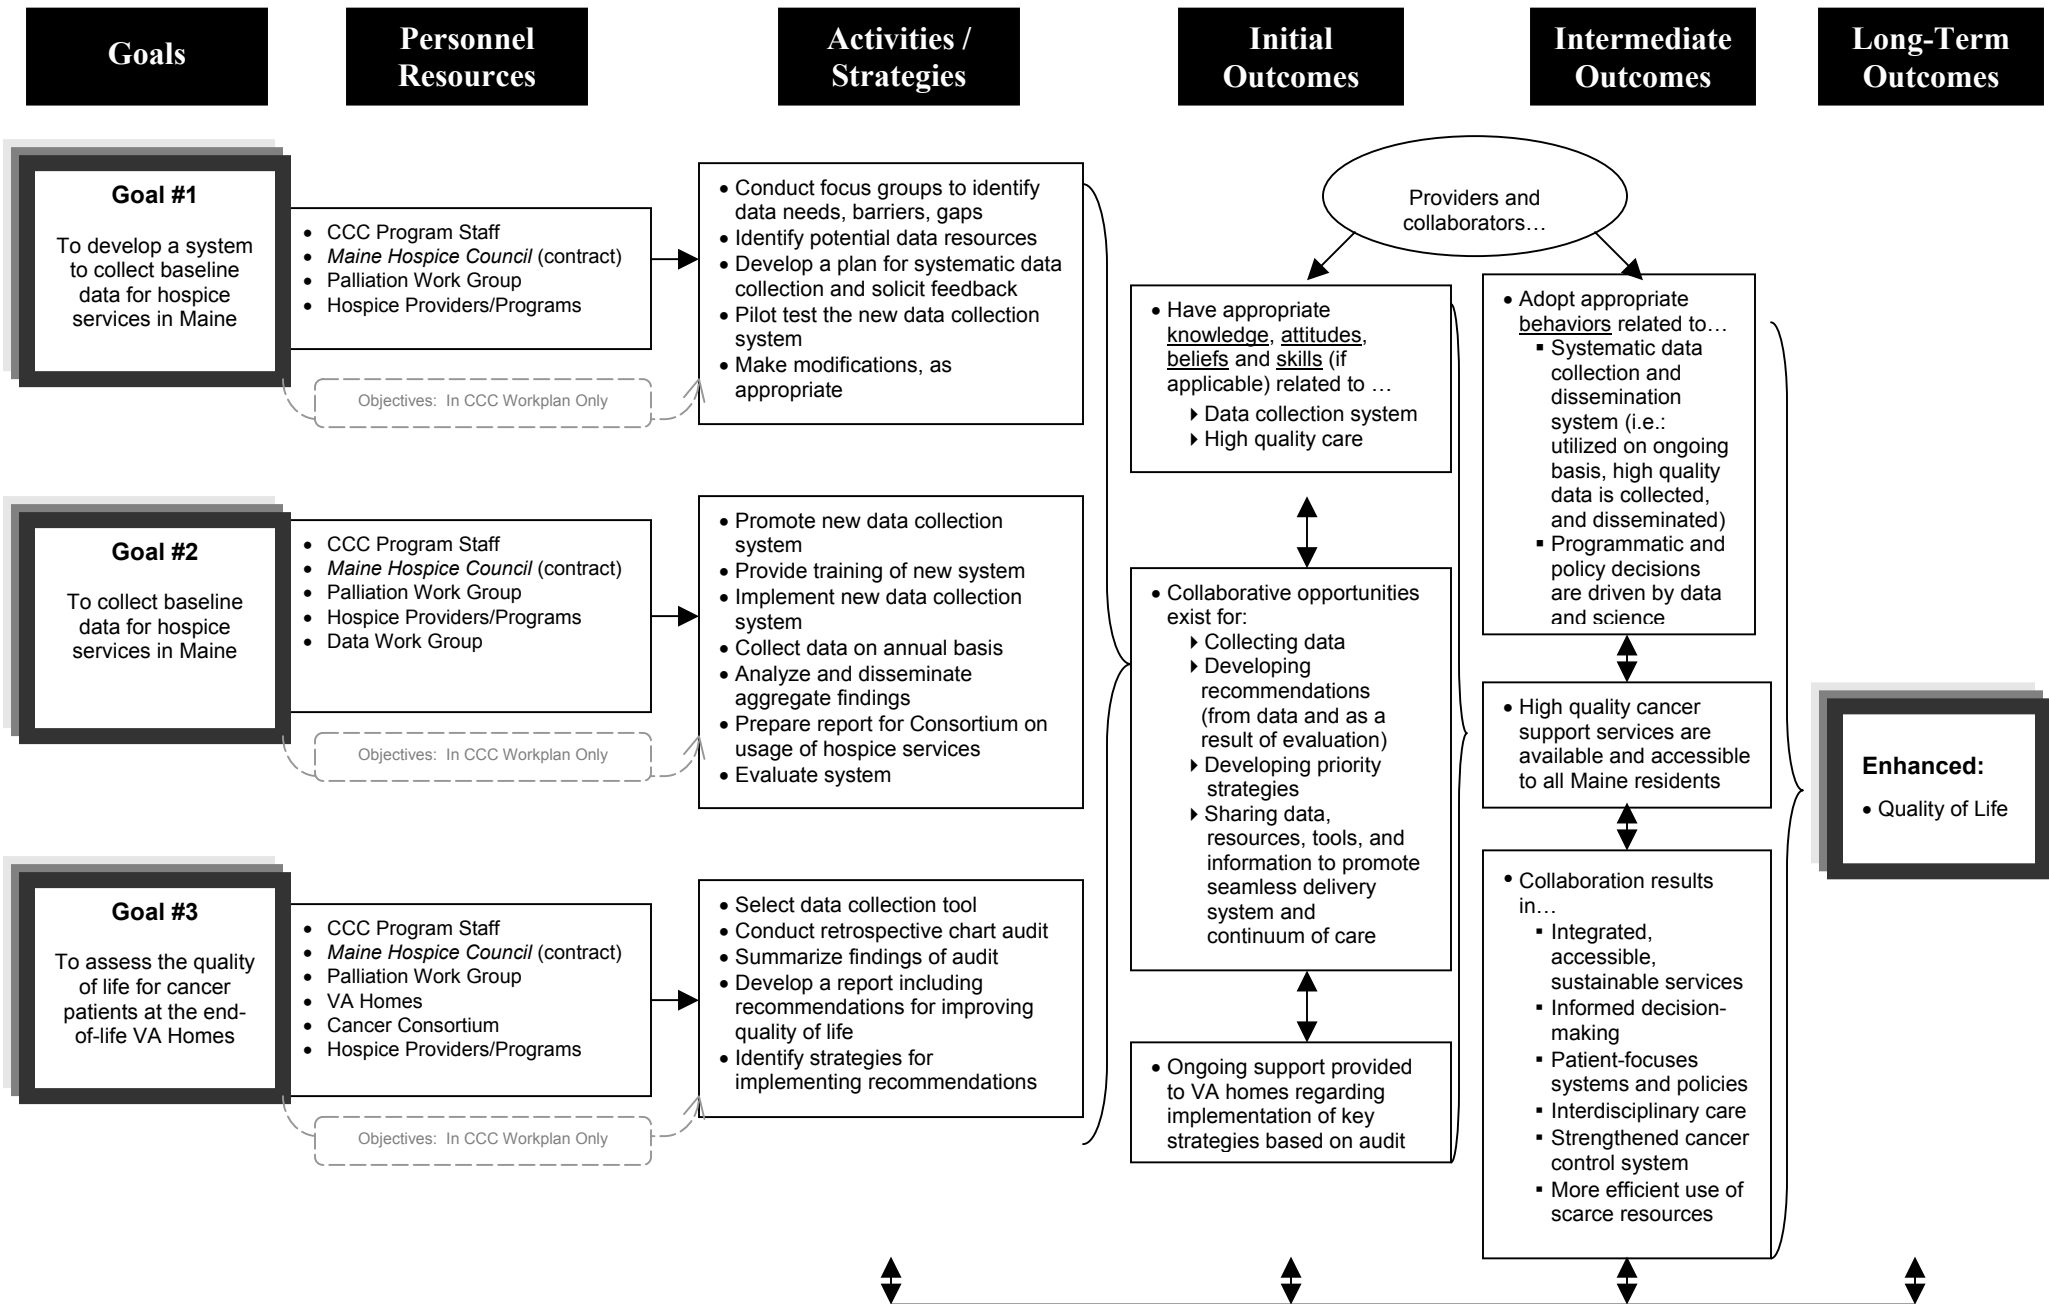 Goals
Personnel
Resources
Activities /
Strategies
Initial
Outcomes
Intermediate
Outcomes
Long-Term
Outcomes
Goal #1
To develop a system
to collect baseline
data for hospice
services in Maine
• CCC Program Staff
• Maine Hospice Council (contract)
• Palliation Work Group
• Hospice Providers/Programs
Objectives: In CCC Workplan Only
• Conduct focus groups to identify
data needs, barriers, gaps
• Identify potential data resources
• Develop a plan for systematic data
collection and solicit feedback
• Pilot test the new data collection
system
• Make modifications, as
appropriate
Goal #2
To collect baseline
data for hospice
services in Maine
• CCC Program Staff
• Maine Hospice Council (contract)
• Palliation Work Group
• Hospice Providers/Programs
• Data Work Group
Objectives: In CCC Workplan Only
• Promote new data collection
system
• Provide training of new system
• Implement new data collection
system
• Collect data on annual basis
• Analyze and disseminate
aggregate findings
• Prepare report for Consortium on
usage of hospice services
• Evaluate system
Goal #3
To assess the quality
of life for cancer
patients at the end-
of-life VA Homes
• CCC Program Staff
• Maine Hospice Council (contract)
• Palliation Work Group
• VA Homes
• Cancer Consortium
• Hospice Providers/Programs
Objectives: In CCC Workplan Only
• Select data collection tool
• Conduct retrospective chart audit
• Summarize findings of audit
• Develop a report including
recommendations for improving
quality of life
• Identify strategies for
implementing recommendations
Providers and
collaborators…
• Have appropriate
knowledge, attitudes,
beliefs and skills (if
applicable) related to …
Data collection system
High quality care
• Collaborative opportunities
exist for:
Collecting data
Developing
recommendations
(from data and as a
result of evaluation)
Developing priority
strategies
Sharing data,
resources, tools, and
information to promote
seamless delivery
system and
continuum of care
• Ongoing support provided
to VA homes regarding
implementation of key
strategies based on audit
• Adopt appropriate
behaviors related to…
▪ Systematic data
collection and
dissemination
system (i.e.:
utilized on ongoing
basis, high quality
data is collected,
and disseminated)
▪ Programmatic and
policy decisions
are driven by data
and science
• High quality cancer
support services are
available and accessible
to all Maine residents
• Collaboration results
in…
▪ Integrated,
accessible,
sustainable services
▪ Informed decision-
making
▪ Patient-focuses
systems and policies
▪ Interdisciplinary care
▪ Strengthened cancer
control system
▪ More efficient use of
scarce resources
Enhanced:
• Quality of Life